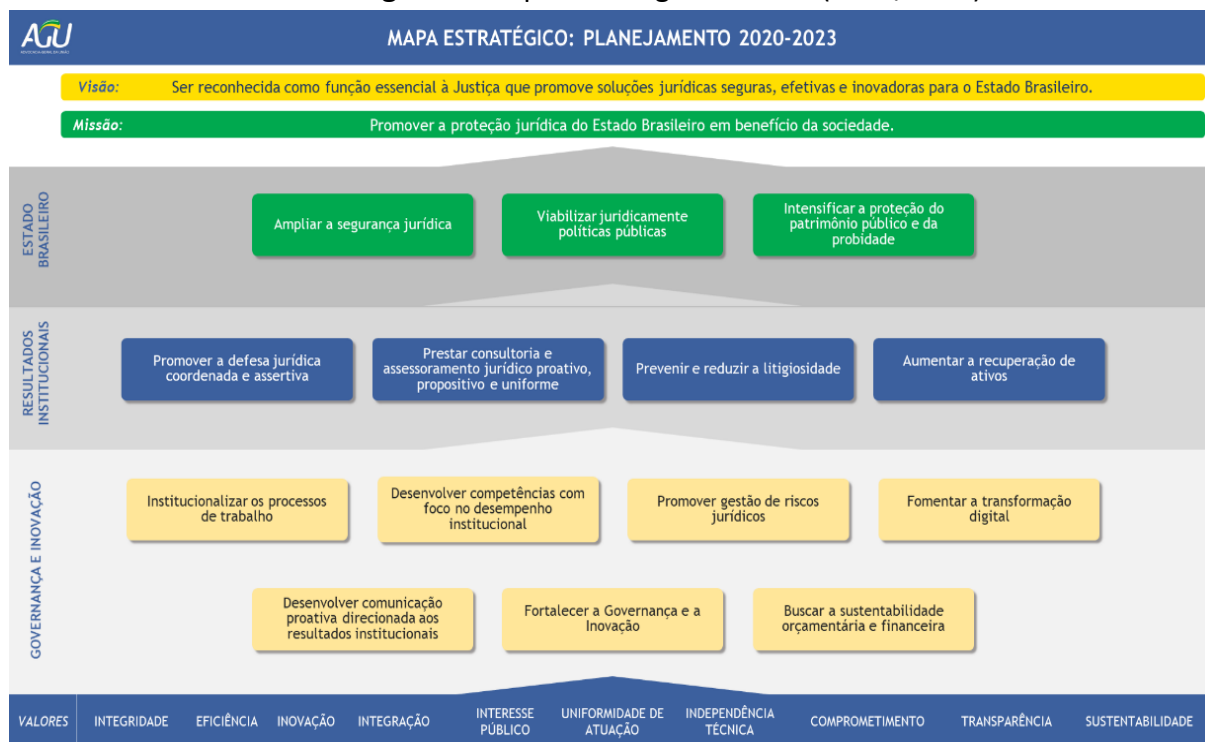 AGU
MAPA ESTRATÉGICO: PLANEJAMENTO 2020-2023
Visão: Ser reconhecida como função essencial à Justiça que promove soluções jurídicas seguras, efetivas e inovadoras para o Estado Brasileiro.
Missão: Promover a proteção jurídica do Estado Brasileiro em benefício da sociedade.
ESTADO
BRASILEIRO
Ampliar a segurança jurídica
Viabilizar juridicamente
políticas públicas
Intensificar a proteção do
patrimônio público e da
probidade
RESULTADOS
INSTITUCIONAIS
Promover a defesa jurídica
coordenada e assertiva
Prestar consultoria e
assessoramento jurídico proativo,
propositivo e uniforme
Prevenir e reduzir a litigiosidade
Aumentar a recuperação de
ativos
GOVERNANÇA E INOVAÇÃO
Institucionalizar os processos
de trabalho
Desenvolver competências com
foco no desempenho
institucional
Promover gestão de riscos
jurídicos
Fomentar a transformação
digital
Desenvolver comunicação
proativa direcionada aos
resultados institucionais
Fortalecer a Governança e a
Inovação
Buscar a sustentabilidade
orçamentária e financeira
VALORES
INTEGRIDADE
EFICIÊNCIA
INOVAÇÃO
INTEGRAÇÃO
INTERESSE
PÚBLICO
UNIFORMIDADE DE
ATUAÇÃO
INDEPENDÊNCIA
TÉCNICA
COMPROMETIMENTO
TRANSPARÊNCIA
SUSTENTABILIDADE